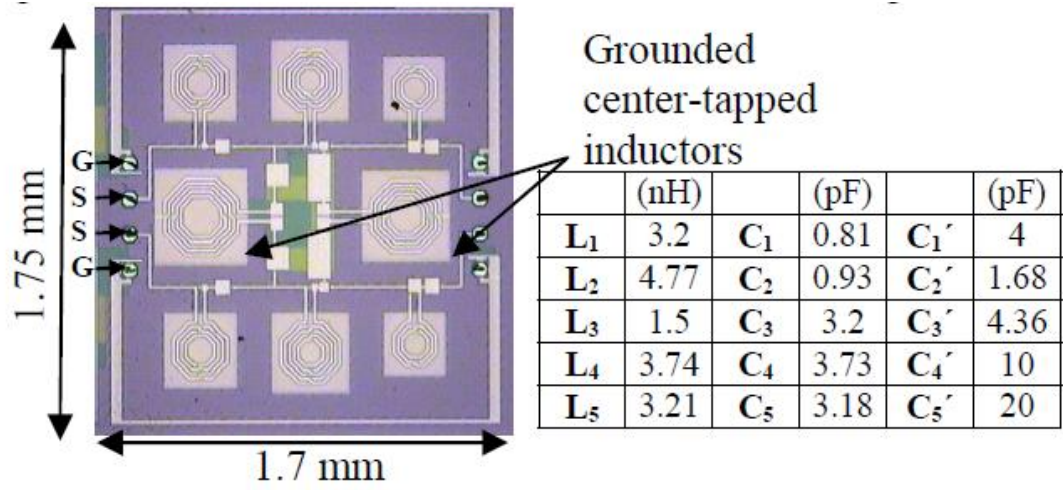 Grounded
center-tapped
inductors
G
S
S
G
1.75 mm
1.7 mm
(nH) (pF) (pF)
L₁ 3.2 C₁ 0.81 C₁´ 4
L₂ 4.77 C₂ 0.93 C₂´ 1.68
L₃ 1.5 C₃ 3.2 C₃´ 4.36
L₄ 3.74 C₄ 3.73 C₄´ 10
L₅ 3.21 C₅ 3.18 C₅´ 20